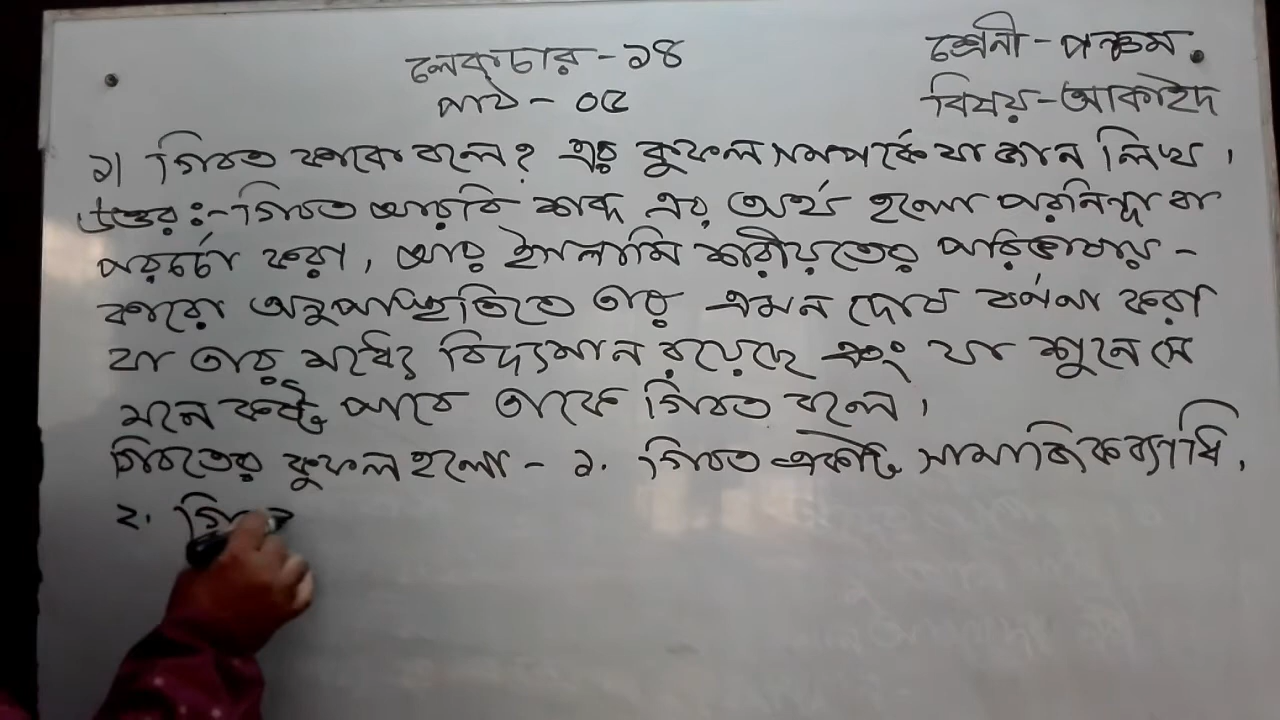 লেকচার - ১৪
শ্রেনী - পঞ্চম.
পাঠ - ০৫
বিষয় - আকাইদ
১। গিবত কাকে বলে? এর কুফল সম্পর্কে যা জান লিখ।
উত্তর :- গিবত আরবি শব্দ এর অর্থ হলো পরনিন্দা বা
পরচর্চা করা, আর ইসলামি শরীয়তের পরিভাষায় -
কারো অনুপস্থিতিতে তার এমন দোষ বর্ণনা করা
যা তার মধ্যে বিদ্যমান রয়েছে এবং যা শুনলে সে
মনে কষ্ট পাবে তাকে গিবত বলে।
গিবতের কুফল হলো - ১. গিবত একটি সামাজিক ব্যাধি,
২. গিবত